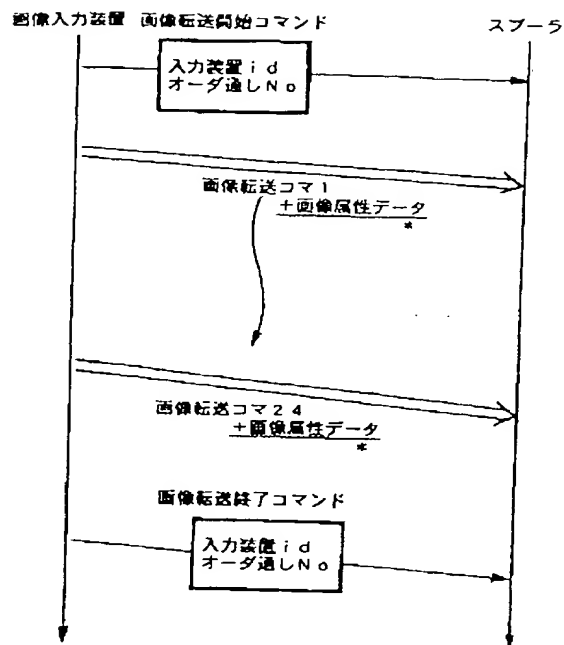 画像入力装置 画像転送開始コマンド
スプーラ
入力装置id
オーダ通しNo
画像転送コマ1
+画像属性データ
*
画像転送コマ24
+画像属性データ
*
画像転送終了コマンド
入力装置id
オーダ通しNo